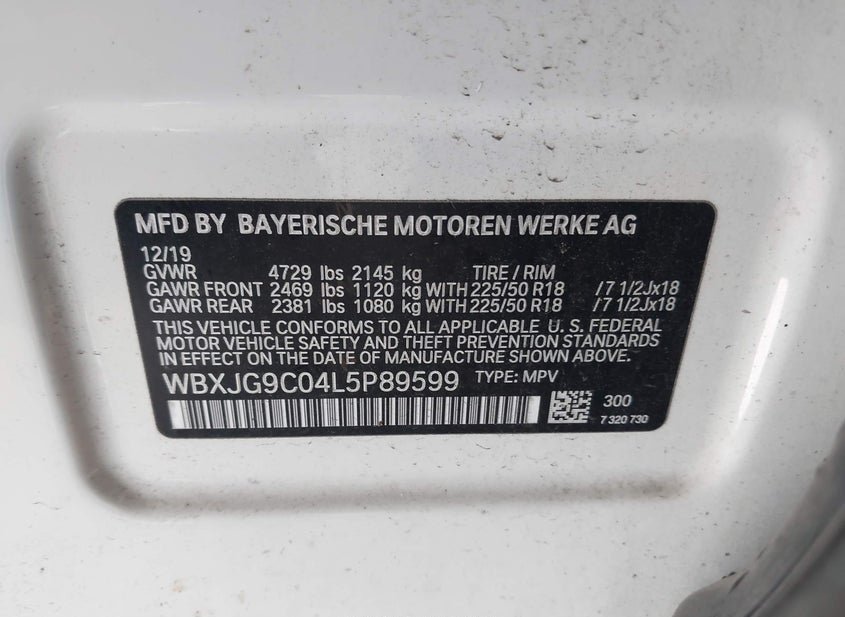 MFD BY BAYERISCHE MOTOREN WERKE AG
12/19
GVWR 4729 lbs 2145 kg TIRE / RIM
GAWR FRONT 2469 lbs 1120 kg WITH 225/50 R18 /7 1/2Jx18
GAWR REAR 2381 lbs 1080 kg WITH 225/50 R18 /7 1/2Jx18
THIS VEHICLE CONFORMS TO ALL APPLICABLE U. S. FEDERAL
MOTOR VEHICLE SAFETY AND THEFT PREVENTION STANDARDS
IN EFFECT ON THE DATE OF MANUFACTURE SHOWN ABOVE.
WBXJG9C04L5P89599 TYPE: MPV
300
7 320 730